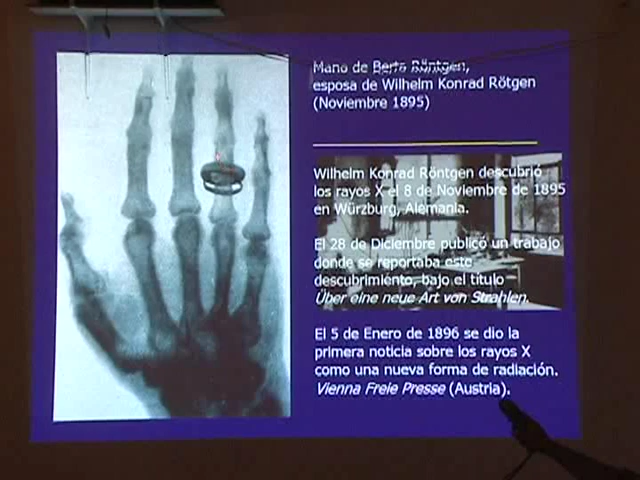 Mano de Berta Röntgen,
esposa de Wilhelm Konrad Rötgen
(Noviembre 1895)
Wilhelm Konrad Röntgen descubrió
los rayos X el 8 de Noviembre de 1895
en Würzburg, Alemania.
El 28 de Diciembre publicó un trabajo
donde se reportaba este
descubrimiento, bajo el título
Über eine neue Art von Strahlen.
El 5 de Enero de 1896 se dio la
primera noticia sobre los rayos X
como una nueva forma de radiación.
Vienna Freie Presse (Austria).